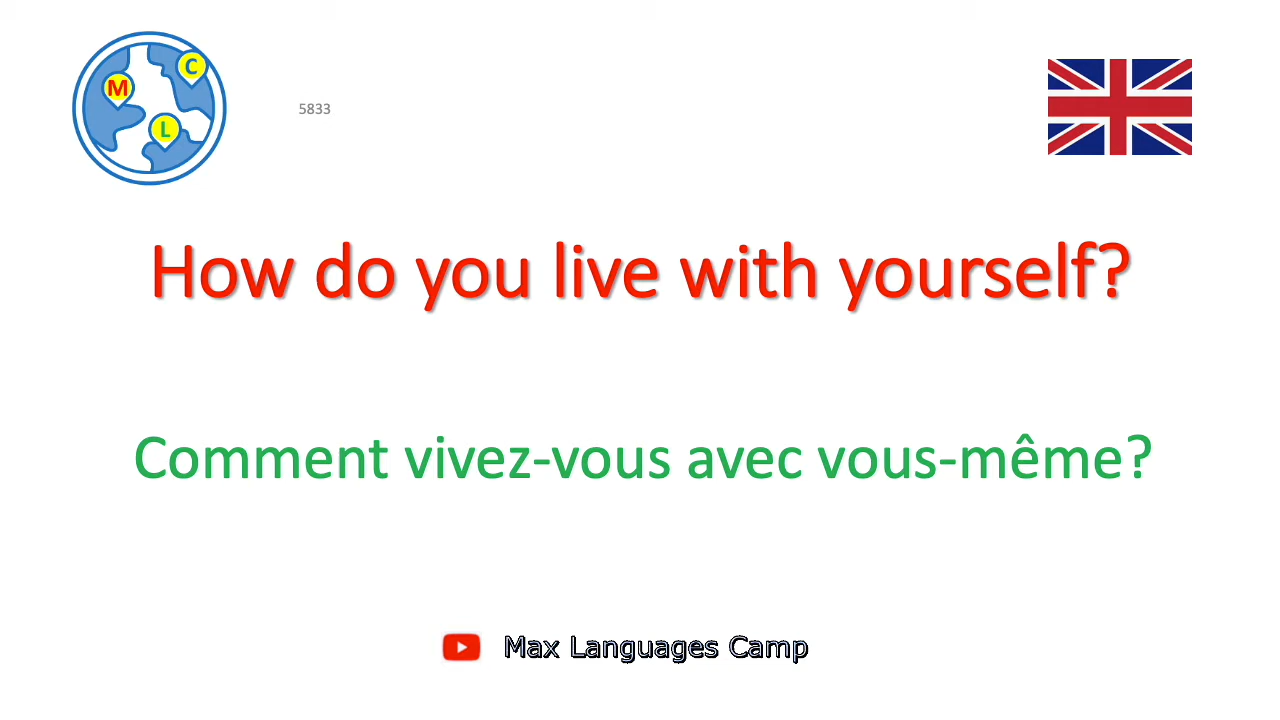 M
C
L
5833
How do you live with yourself?
Comment vivez-vous avec vous-même?
Max Languages Camp